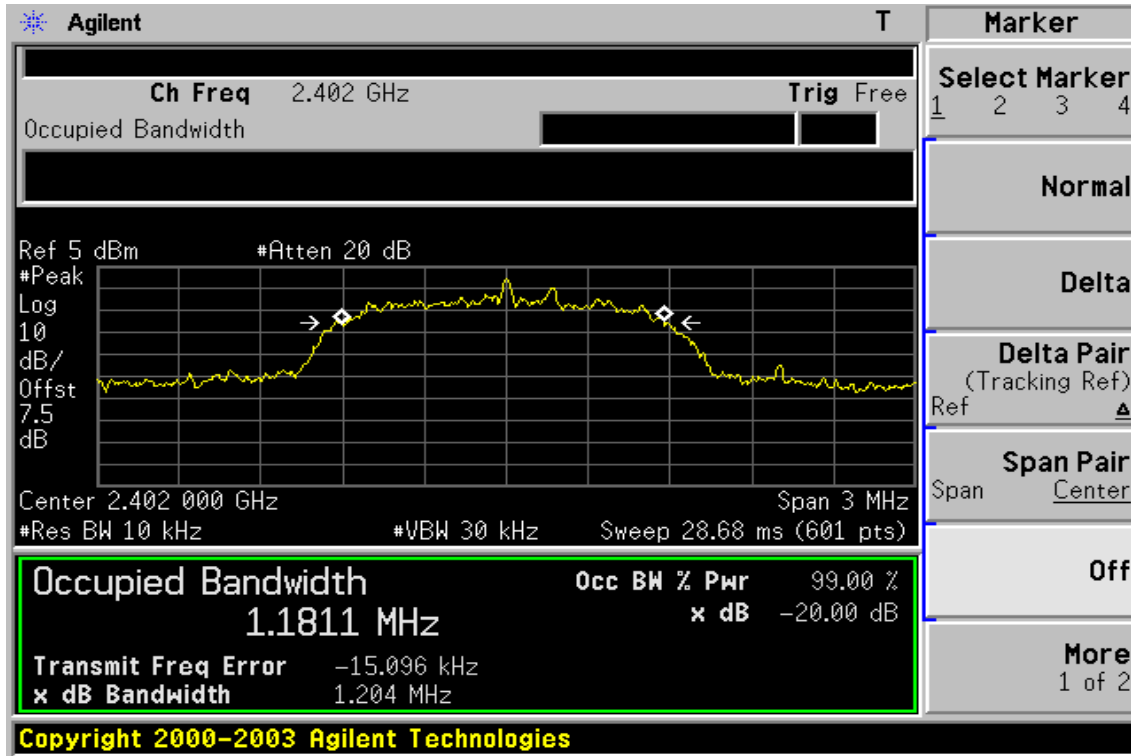 Agilent T Marker
Ch Freq 2.402 GHz Trig Free
Occupied Bandwidth
Select Marker
1 2 3 4
Normal
Delta
Delta Pair
(Tracking Ref)
Ref Δ
Span Pair
Span Center
Off
More
1 of 2
Ref 5 dBm #Atten 20 dB
#Peak
Log
10
dB/
Offst
7.5
dB
Center 2.402 000 GHz Span 3 MHz
#Res BW 10 kHz #VBW 30 kHz Sweep 28.68 ms (601 pts)
Occupied Bandwidth Occ BW % Pwr 99.00 %
1.1811 MHz x dB -20.00 dB
Transmit Freq Error -15.096 kHz
x dB Bandwidth 1.204 MHz
Copyright 2000-2003 Agilent Technologies